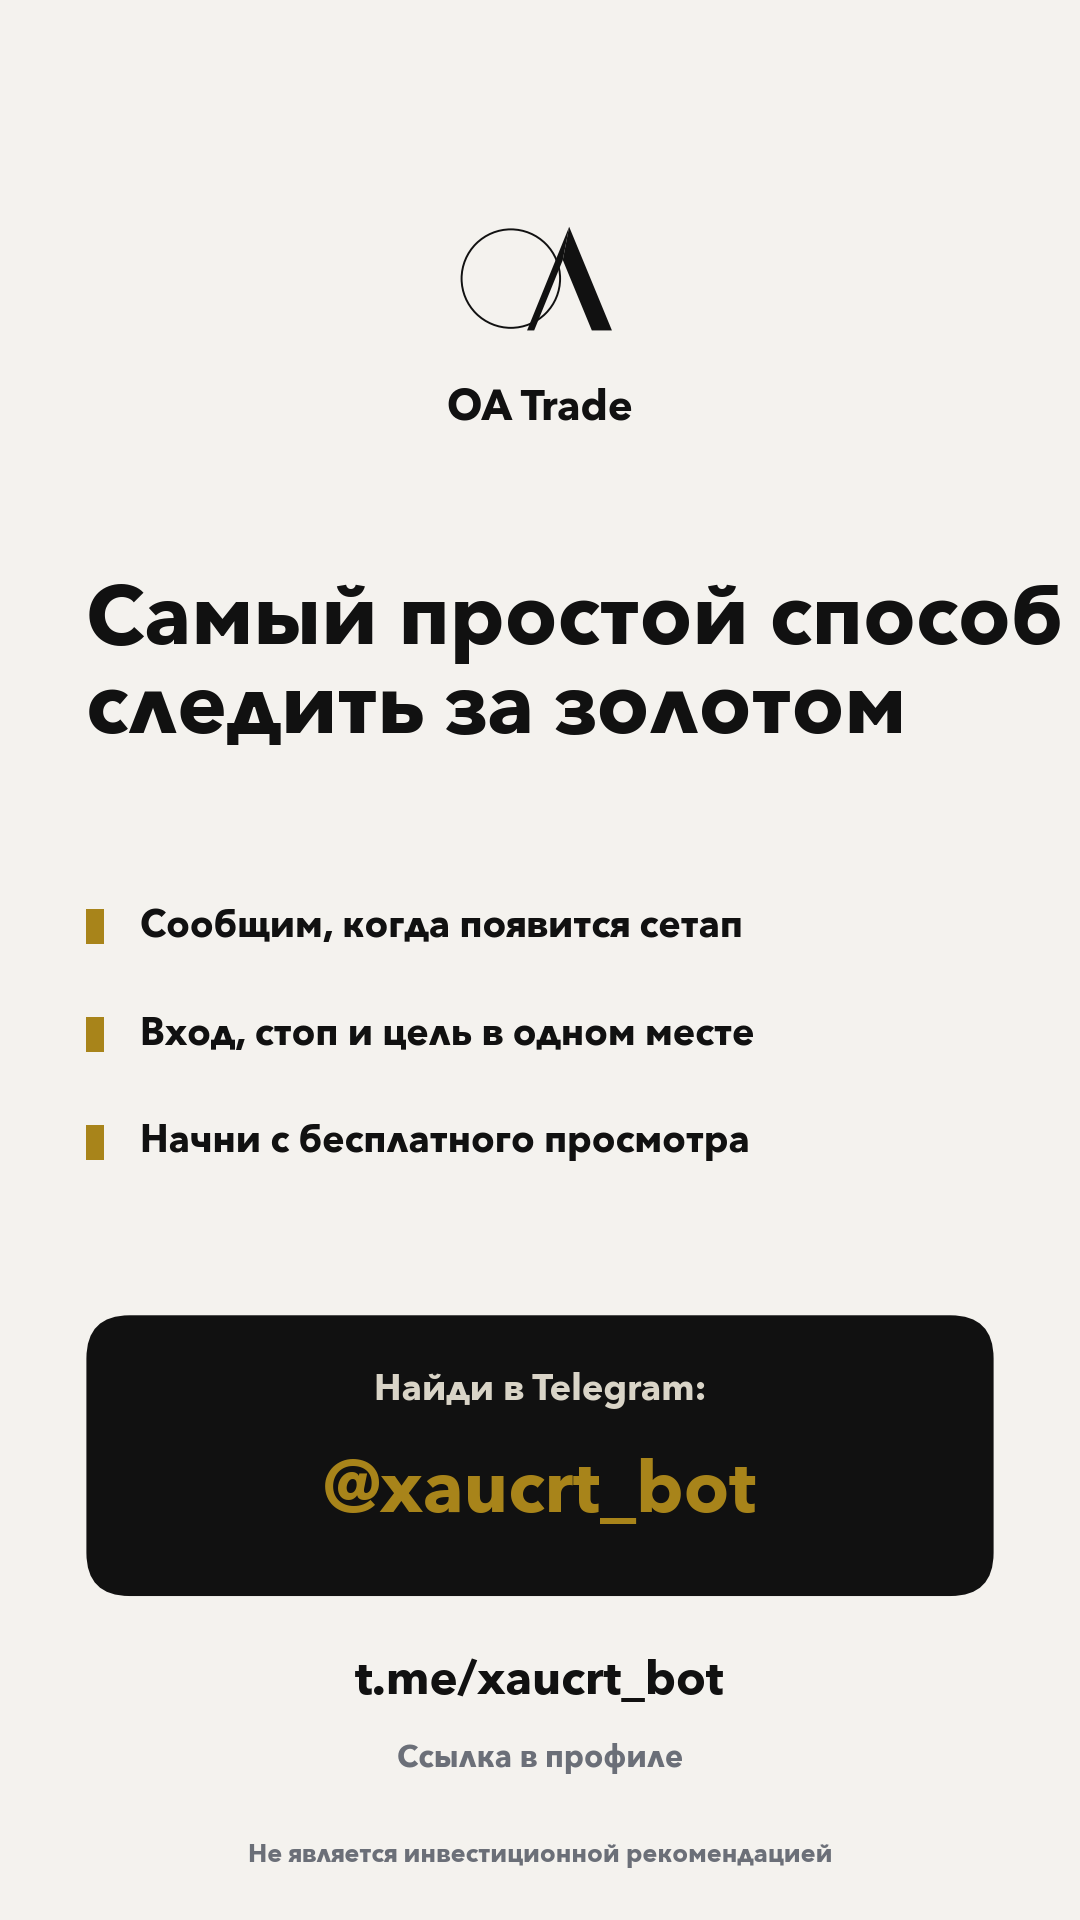 OA Trade
Самый простой способ
следить за золотом
Сообщим, когда появится сетап
Вход, стоп и цель в одном месте
Начни с бесплатного просмотра
Найди в Telegram:
@xaucrt_bot
t.me/xaucrt_bot
Ссылка в профиле
Не является инвестиционной рекомендацией